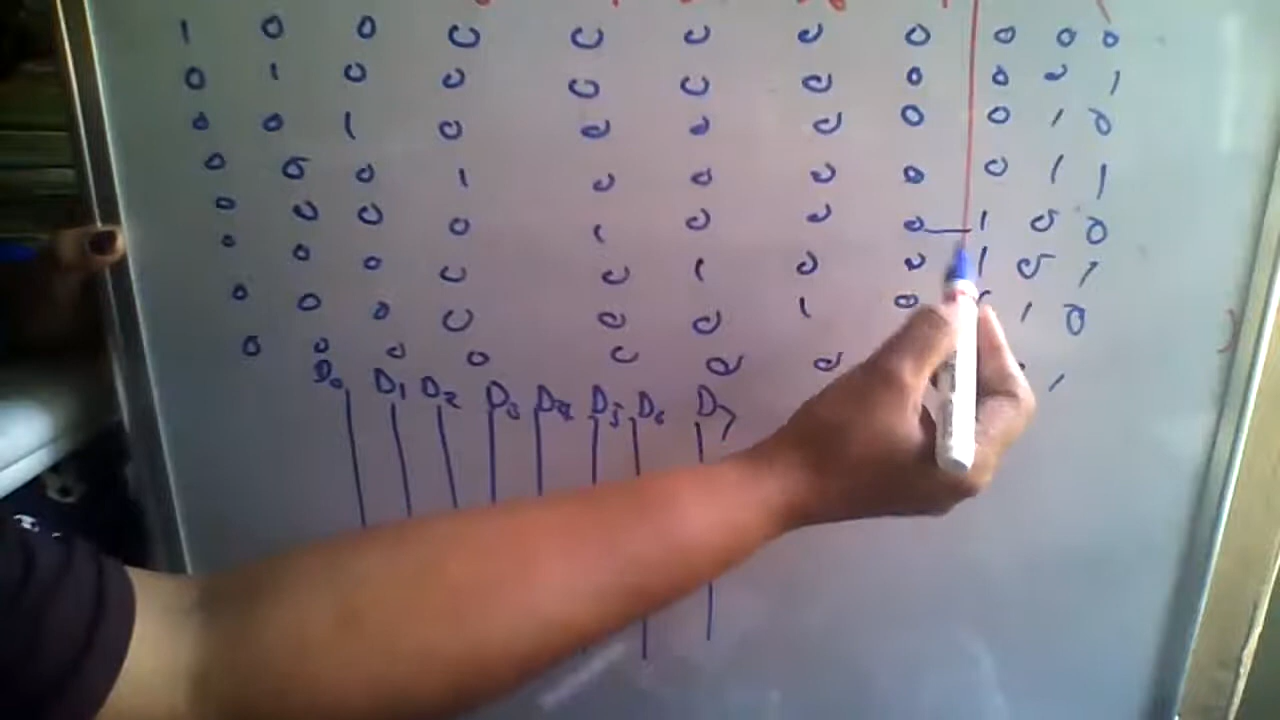 1 0 0 0 0 0 0 0 0 0 0
0 1 0 0 0 0 0 0 0 0 1
0 0 1 0 0 0 0 0 0 1 0
0 0 0 1 0 0 0 0 0 1 1
0 0 0 0 1 0 0 0 1 0 0
0 0 0 0 0 1 0 0 1 0 1
0 0 0 0 0 0 1 0 1 1 0
0 0 0 0 0 0 0 1
D0 D1 D2 D3 D4 D5 D6 D7